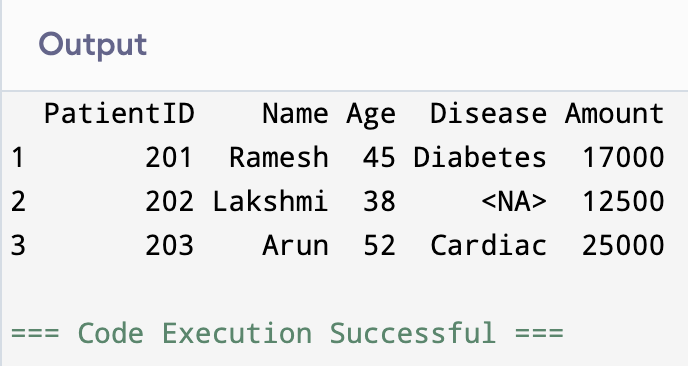 Output
  PatientID    Name Age  Disease Amount
1       201  Ramesh  45 Diabetes  17000
2       202 Lakshmi  38     <NA>  12500
3       203    Arun  52  Cardiac  25000
=== Code Execution Successful ===